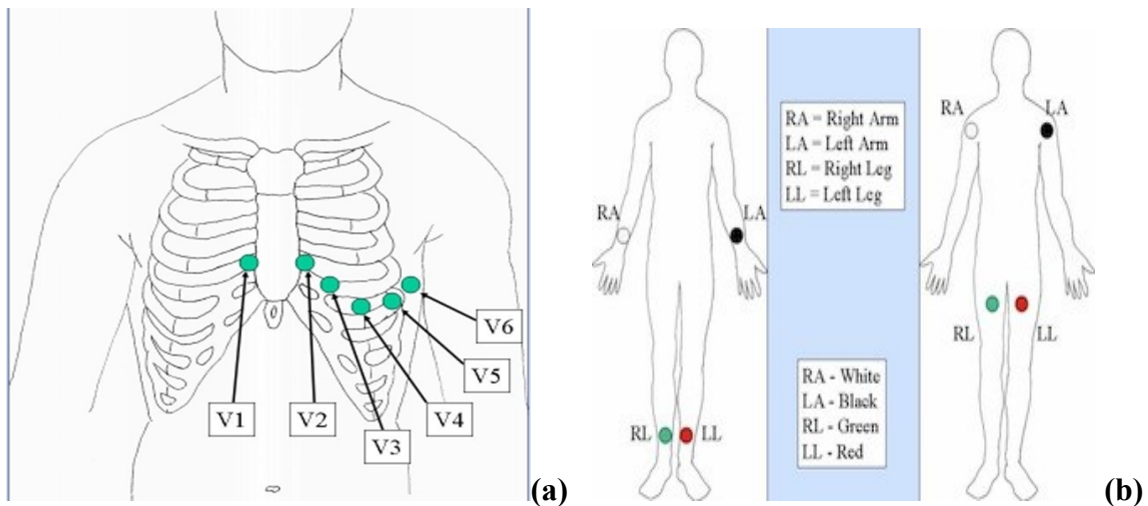 V6
V5
V1
V2
V4
V3
(a)
RA = Right Arm
LA = Left Arm
RL = Right Leg
LL = Left Leg
RA
LA
RL
LL
RA
LA
RL
LL
RA - White
LA - Black
RL - Green
LL - Red
(b)